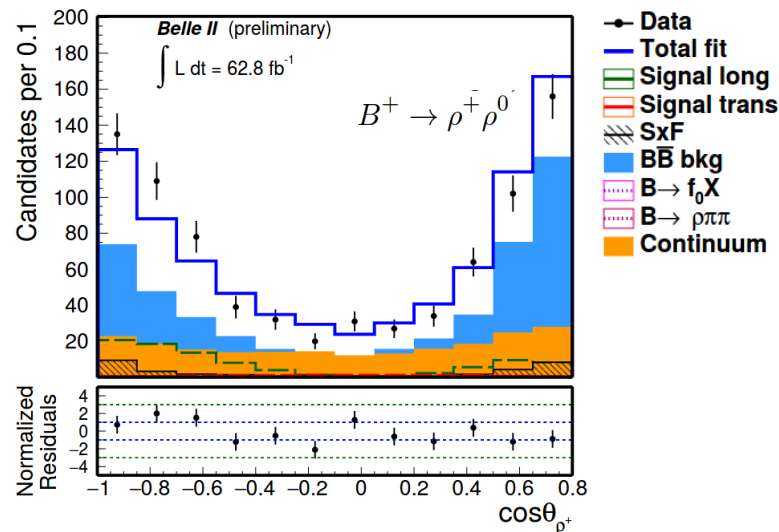 Belle II (preliminary)
∫ L dt = 62.8 fb⁻¹
B⁺ → ρ⁺ρ⁰
Candidates per 0.1
200
180
160
140
120
100
80
60
40
20
Data
Total fit
Signal long
Signal trans
SxF
BB̅ bkg
B→ f₀X
B→ ρππ
Continuum
Normalized
Residuals
4
2
0
−2
−4
−1 −0.8 −0.6 −0.4 −0.2 0 0.2 0.4 0.6 0.8
cosθρ⁺